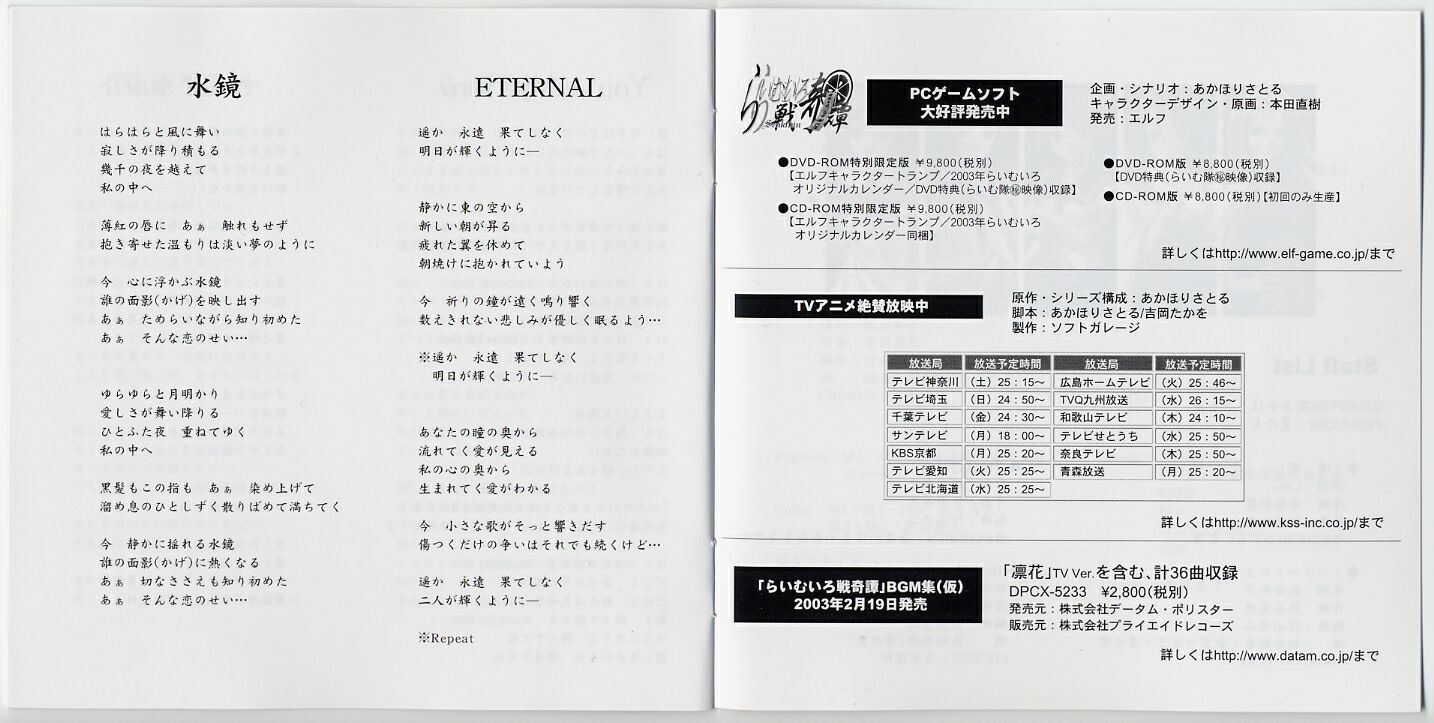 水鏡
はらはらと風に舞い
寂しさが降り積もる
幾千の夜を越えて
私の中へ
薄紅の唇に　あぁ　触れもせず
抱き寄せた温もりは淡い夢のように
今　心に浮かぶ水鏡
誰の面影(かげ)を映し出す
あぁ　ためらいながら知り初めた
あぁ　そんな恋のせい…
ゆらゆらと月明かり
愛しさが舞い降りる
ひとふた夜　重ねてゆく
私の中へ
黒髪もこの指も　あぁ　染め上げて
溜め息のひとしずく散りばめて満ちてく
今　静かに揺れる水鏡
誰の面影(かげ)に熱くなる
あぁ　切なささえも知り初めた
あぁ　そんな恋のせい…
ETERNAL
遥か　永遠　果てしなく
明日が輝くように―
静かに東の空から
新しい朝が昇る
疲れた翼を休めて
朝焼けに抱かれていよう
今　祈りの鐘が遠く鳴り響く
数えきれない悲しみが優しく眠るよう…
※遥か　永遠　果てしなく
明日が輝くように―
あなたの瞳の奥から
流れてく愛が見える
私の心の奥から
生まれてく愛がわかる
今　小さな歌がそっと響きだす
傷つくだけの争いはそれでも続くけど…
遥か　永遠　果てしなく
二人が輝くように―
※Repeat
らいむいろ戦奇譚
PCゲームソフト
大好評発売中
企画・シナリオ：あかほりさとる
キャラクターデザイン・原画：本田直樹
発売：エルフ
●DVD-ROM特別限定版 ￥9,800(税別)
【エルフキャラクタートランプ／2003年らいむいろ
オリジナルカレンダー／DVD特典(らいむ隊㊙映像)収録】
●CD-ROM特別限定版 ￥9,800(税別)
【エルフキャラクタートランプ／2003年らいむいろ
オリジナルカレンダー同梱】
●DVD-ROM版 ￥8,800(税別)
【DVD特典(らいむ隊㊙映像)収録】
●CD-ROM版 ￥8,800(税別)【初回のみ生産】
詳しくはhttp://www.elf-game.co.jp/まで
TVアニメ絶賛放映中
原作・シリーズ構成：あかほりさとる
脚本：あかほりさとる/吉岡たかを
製作：ソフトガレージ
放送局 放送予定時間 放送局 放送予定時間
テレビ神奈川 (土) 25：15～ 広島ホームテレビ (火) 25：46～
テレビ埼玉 (日) 24：50～ TVQ九州放送 (水) 26：15～
千葉テレビ (金) 24：30～ 和歌山テレビ (木) 24：10～
サンテレビ (月) 18：00～ テレビせとうち (水) 25：50～
KBS京都 (月) 25：20～ 奈良テレビ (木) 25：50～
テレビ愛知 (火) 25：25～ 青森放送 (月) 25：20～
テレビ北海道 (水) 25：25～
詳しくはhttp://www.kss-inc.co.jp/まで
「らいむいろ戦奇譚」BGM集(仮)
2003年2月19日発売
「凛花」TV Ver.を含む、計36曲収録
DPCX-5233　￥2,800(税別)
発売元：株式会社データム・ポリスター
販売元：株式会社プライエイドレコーズ
詳しくはhttp://www.datam.co.jp/まで